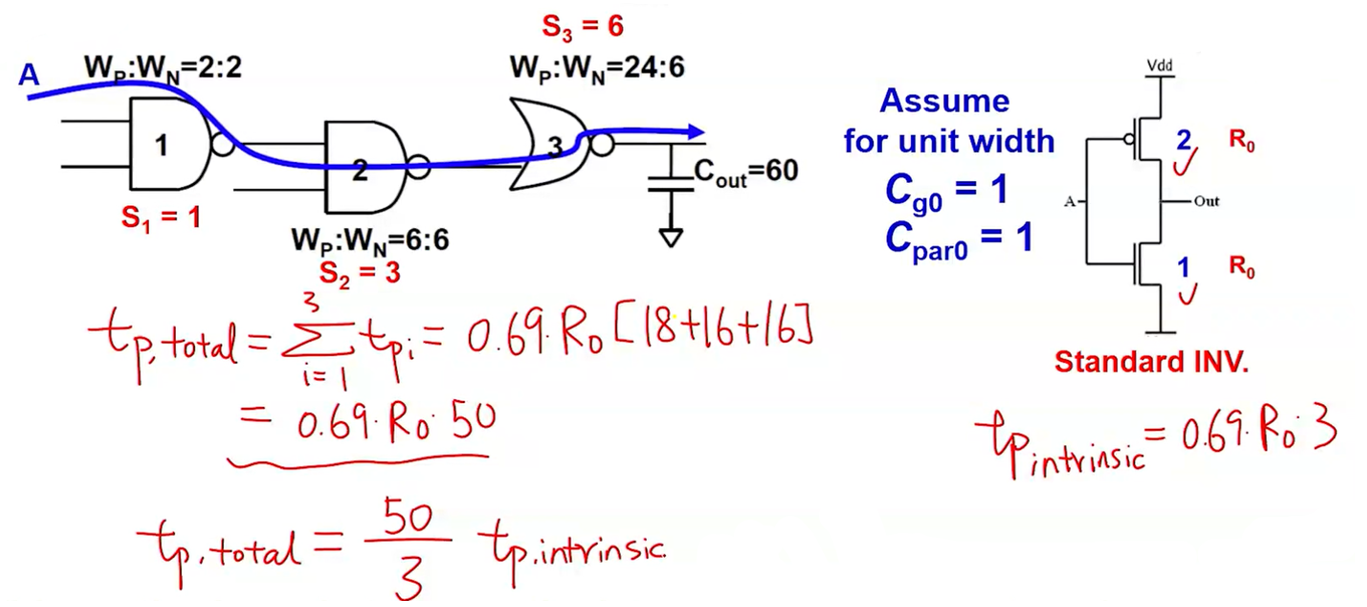 S₃ = 6
A
W_P:W_N=2:2
W_P:W_N=24:6
1
2
3
C_out=60
S₁ = 1
W_P:W_N=6:6
S₂ = 3
Assume
for unit width
C_g0 = 1
C_par0 = 1
Vdd
2 R₀
A
Out
1 R₀
Standard INV.
t_p,total = Σ_{i=1}^{3} t_pi = 0.69·R₀[18+16+16]
= 0.69·R₀·50
t_p,total = 50/3 t_p.intrinsic
t_p intrinsic = 0.69·R₀·3